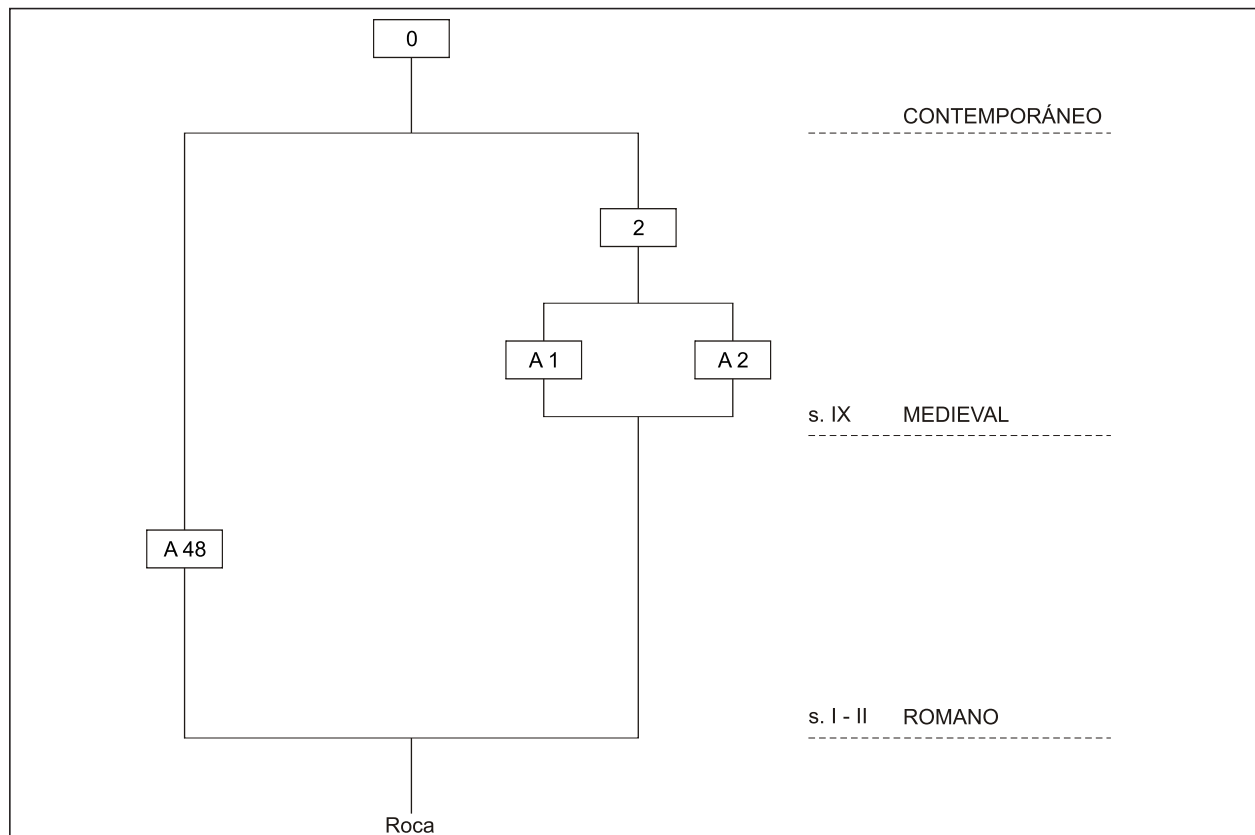 0
CONTEMPORÁNEO
2
A 1
A 2
s. IX MEDIEVAL
A 48
s. I - II ROMANO
Roca